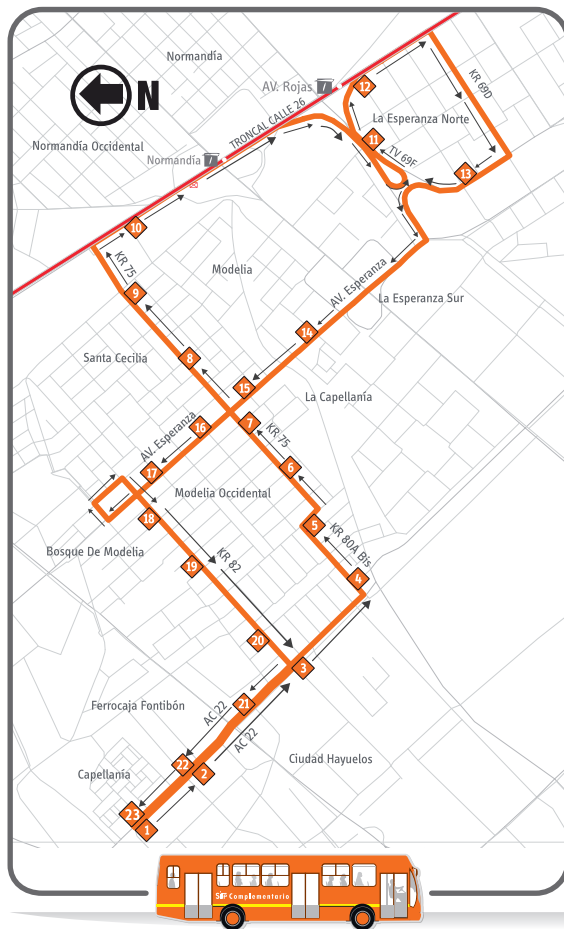 Normandía
N
AV. Rojas
12
KR 69D
La Esperanza Norte
TRONCAL CALLE 26
Normandía Occidental
Normandía
11
TV 69F
13
10
KR 75
Modelia
9
AV. Esperanza
La Esperanza Sur
14
8
Santa Cecilia
15
La Capellanía
16
7
AV. Esperanza
KR 75
6
17
Modelia Occidental
18
5
KR 80A Bis
Bosque De Modelia
KR 82
19
4
20
3
21
Ferrocaja Fontibón
AC 22
AC 22
Ciudad Hayuelos
22
2
Capellanía
23
1
Complementario